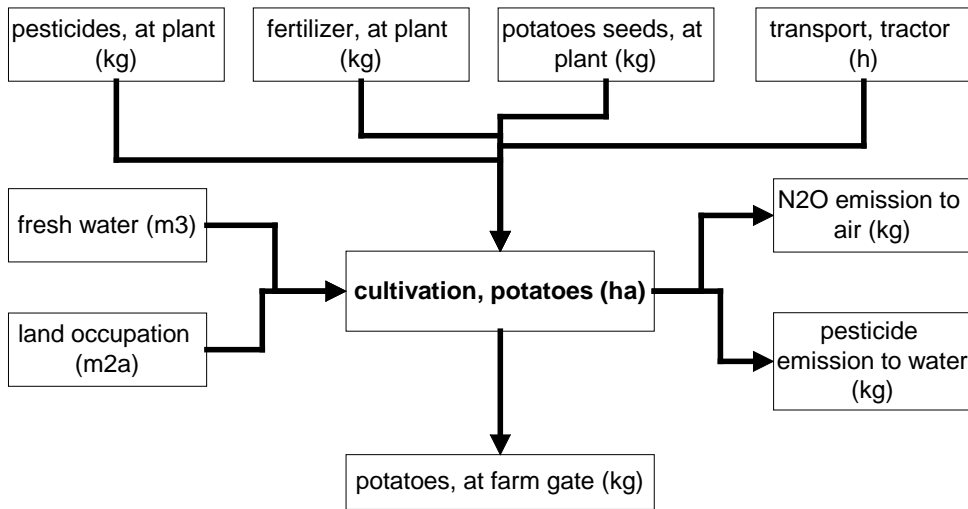 pesticides, at plant
(kg)
fertilizer, at plant
(kg)
potatoes seeds, at
plant (kg)
transport, tractor
(h)
fresh water (m3)
land occupation
(m2a)
cultivation, potatoes (ha)
N2O emission to
air (kg)
pesticide
emission to water
(kg)
potatoes, at farm gate (kg)